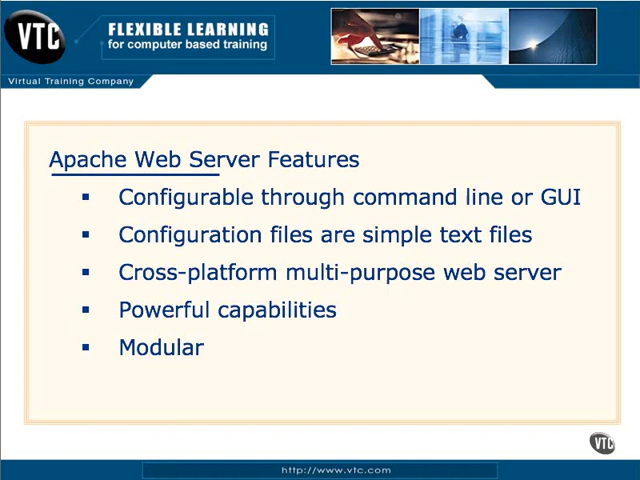 VTC
FLEXIBLE LEARNING
for computer based training
Virtual Training Company
Apache Web Server Features
▪ Configurable through command line or GUI
▪ Configuration files are simple text files
▪ Cross-platform multi-purpose web server
▪ Powerful capabilities
▪ Modular
VTC
http://www.vtc.com